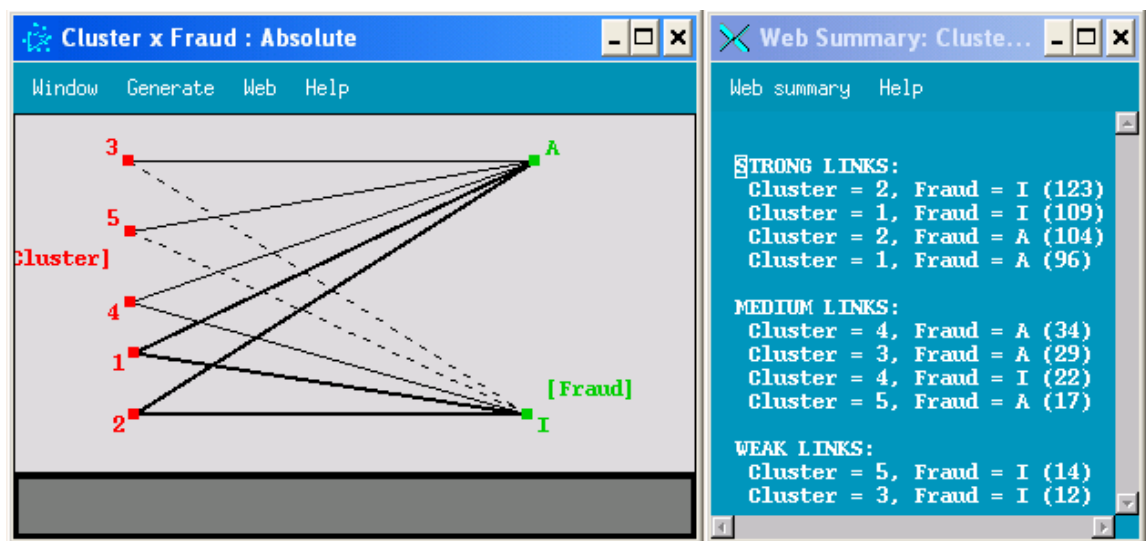 Cluster x Fraud : Absolute
Window Generate Web Help
3
A
5
Cluster]
4
1
[Fraud]
2
I
Web Summary: Cluste...
Web summary Help
STRONG LINKS:
Cluster = 2, Fraud = I (123)
Cluster = 1, Fraud = I (109)
Cluster = 2, Fraud = A (104)
Cluster = 1, Fraud = A (96)
MEDIUM LINKS:
Cluster = 4, Fraud = A (34)
Cluster = 3, Fraud = A (29)
Cluster = 4, Fraud = I (22)
Cluster = 5, Fraud = A (17)
WEAK LINKS:
Cluster = 5, Fraud = I (14)
Cluster = 3, Fraud = I (12)